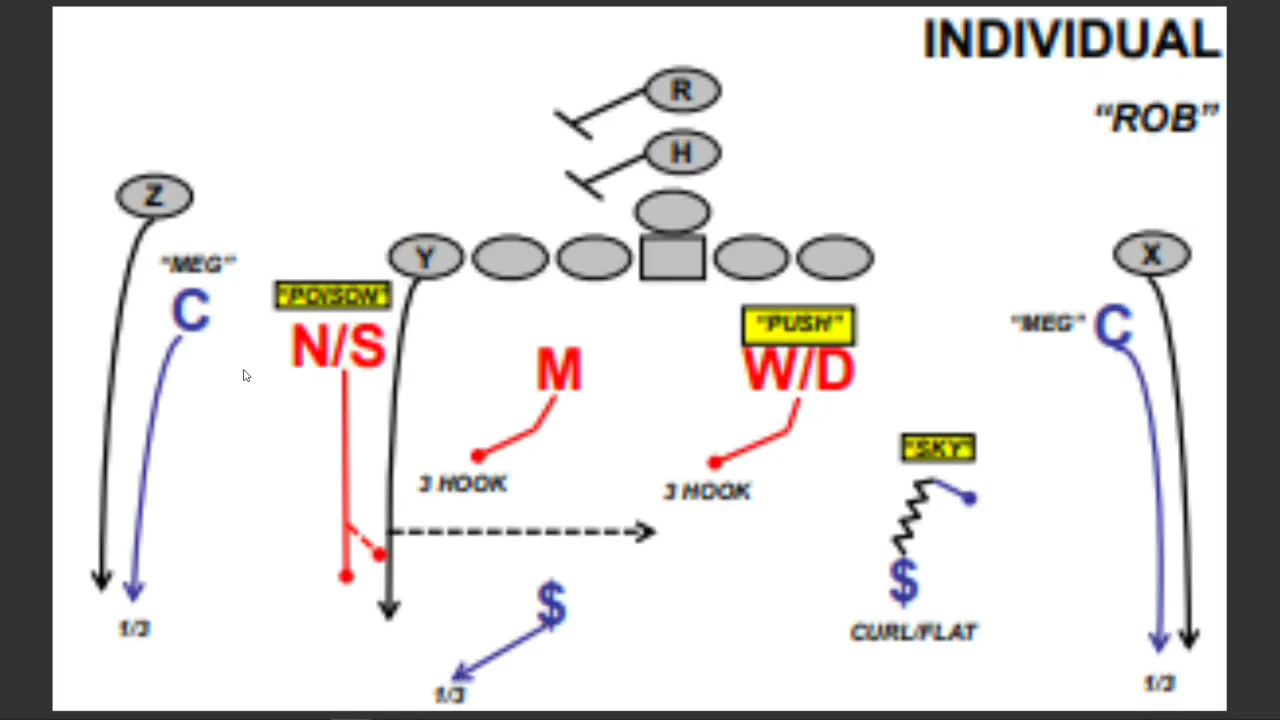 INDIVIDUAL
"ROB"
R
H
Z
Y
X
"MEG"
C
"POISON"
N/S
M
"PUSH"
W/D
"MEG" C
"SKY"
3 HOOK
3 HOOK
$
$
CURL/FLAT
1/3
1/3
1/3